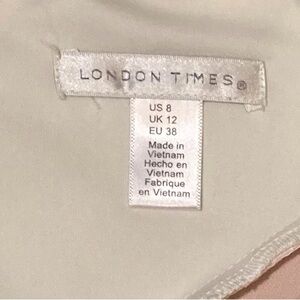 LONDON TIMES®
US 8
UK 12
EU 38
Made in
Vietnam
Hecho en
Vietnam
Fabrique
en Vietnam